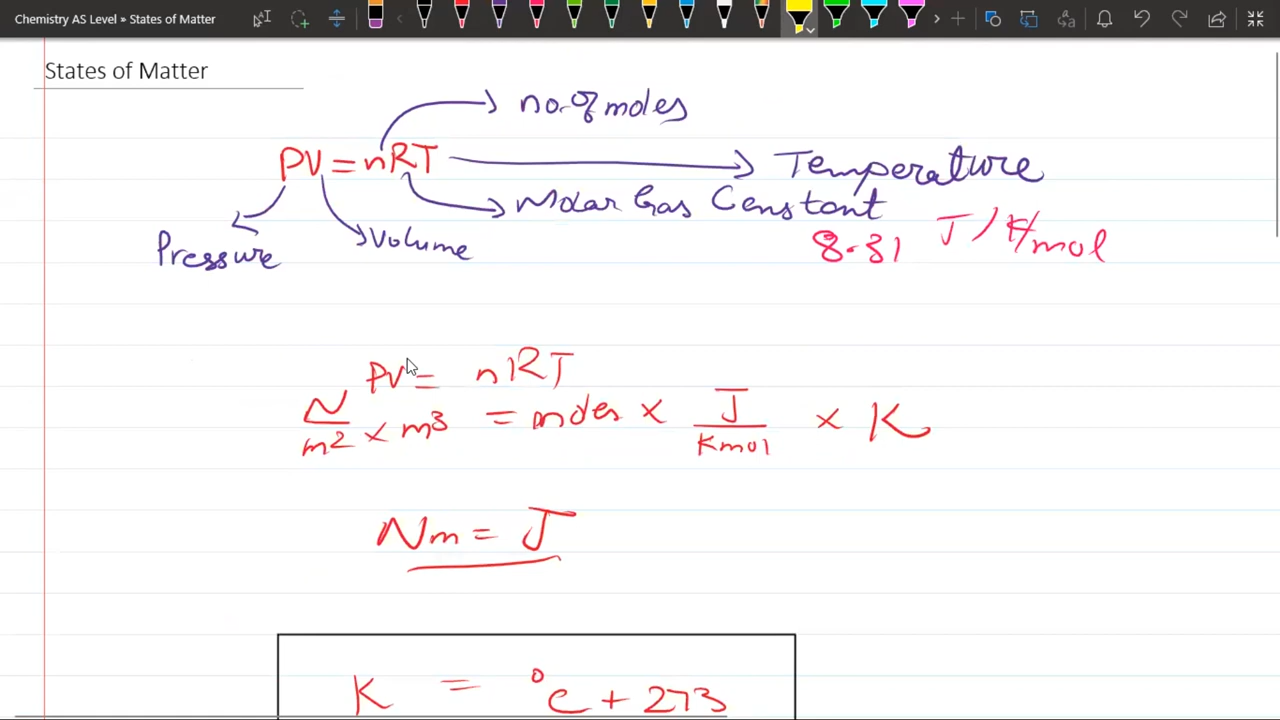 Chemistry AS Level » States of Matter
States of Matter
no. of moles
PV = nRT
Temperature
Molar Gas Constant
Pressure
Volume
8.31 J/K/mol
PV = nRT
N/m2 × m3 = moles × J/Kmol × K
Nm = J
K = °C + 273